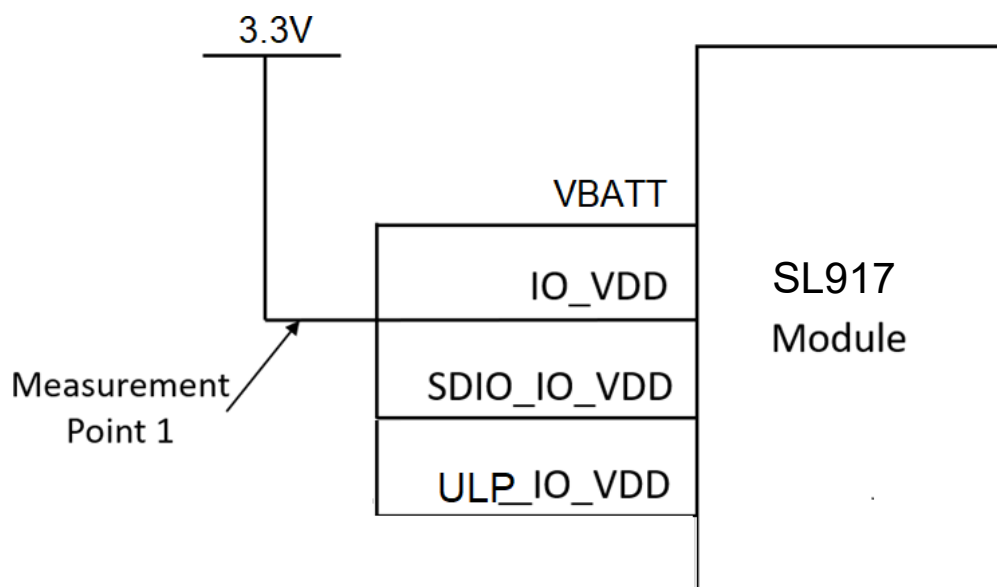 3.3V
VBATT
IO_VDD
SL917
Module
SDIO_IO_VDD
Measurement
Point 1
ULP_IO_VDD